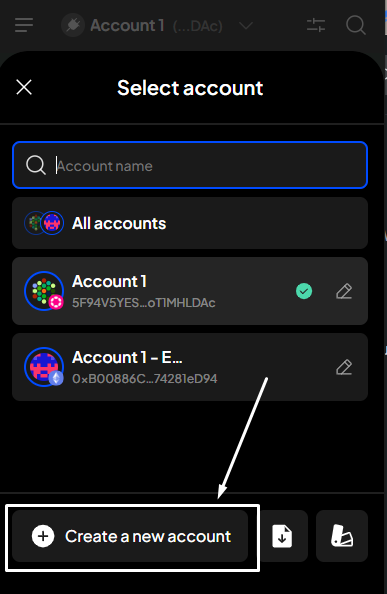 Account 1 (...DAc)
Select account
Account name
All accounts
Account 1
5F94V5YES...oT1MHLDAc
Account 1 - E...
0xB00886C...74281eD94
Create a new account